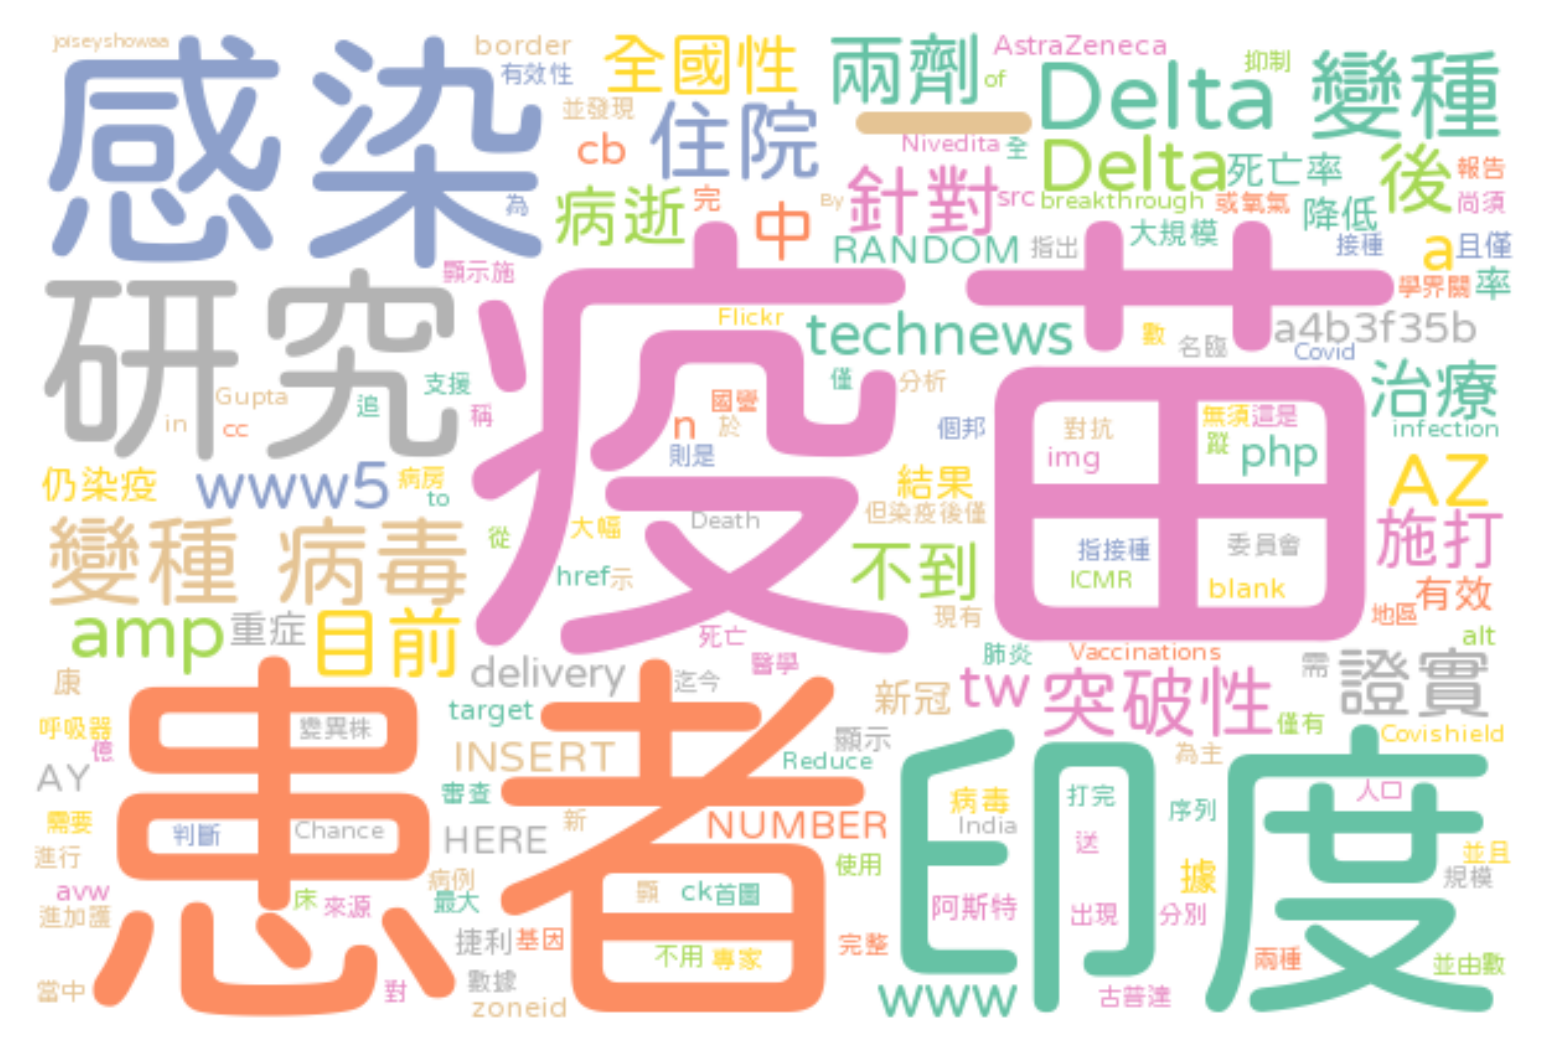 joiseyshowaa
感染
border
有效性
全國性
兩劑
AstraZeneca
of
抑制
Delta
變種
並發現
cb
住院
一
Nivedita
全
Delta
死亡率
後
報告
為
病逝
完
中
By
針對
src
breakthrough
或氧氣
降低
尚須
RANDOM
指出
大規模
接種
a
且僅
研究
顯示施
疫苗
學界關
率
Flickr
technews
數
名臨
a4b3f35b
Covid
in
Gupta
cc
追
支援
稱
n
國變
於
則是
僅
分析
個邦
對抗
img
無須
這是
蹤
php
治療
infection
仍染疫
www5
病房
to
從
大幅
Death
結果
但染疫後僅
AZ
變種 病毒
href
示
不到
指接種
ICMR
委員會
blank
施打
有效
地區
amp
重症
目前
死亡
醫學
現有
alt
康
delivery
迄今
肺炎
Vaccinations
需
證實
新冠
tw
突破性
僅有
患者
呼吸器
億
變異株
target
INSERT
顯示
Reduce
印度
為主
Covishield
AY
需要
判斷
Chance
審查
HERE
新
NUMBER
病毒
India
打完
送
序列
人口
並且
規模
進行
avw
進加護
床
來源
病例
最大
顯
ck
首圖
使用
阿斯特
出現
分別
據
捷利
基因
不用
專家
完整
當中
對
數據
zoneid
www
古普達
兩種
並由數